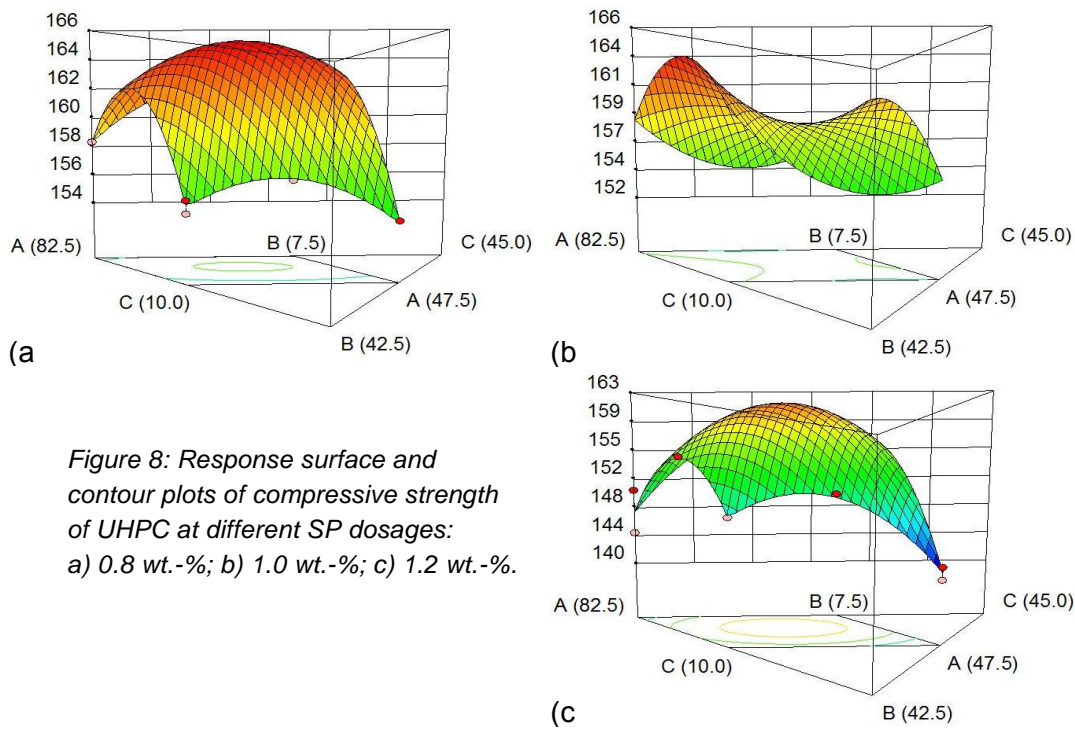 166
164
162
160
158
156
154
A (82.5)
B (7.5)
C (45.0)
C (10.0)
A (47.5)
B (42.5)
(a
166
164
161
159
157
154
152
A (82.5)
B (7.5)
C (45.0)
C (10.0)
A (47.5)
B (42.5)
(b
Figure 8: Response surface and
contour plots of compressive strength
of UHPC at different SP dosages:
a) 0.8 wt.-%; b) 1.0 wt.-%; c) 1.2 wt.-%.
163
159
155
152
148
144
140
A (82.5)
B (7.5)
C (45.0)
C (10.0)
A (47.5)
B (42.5)
(c